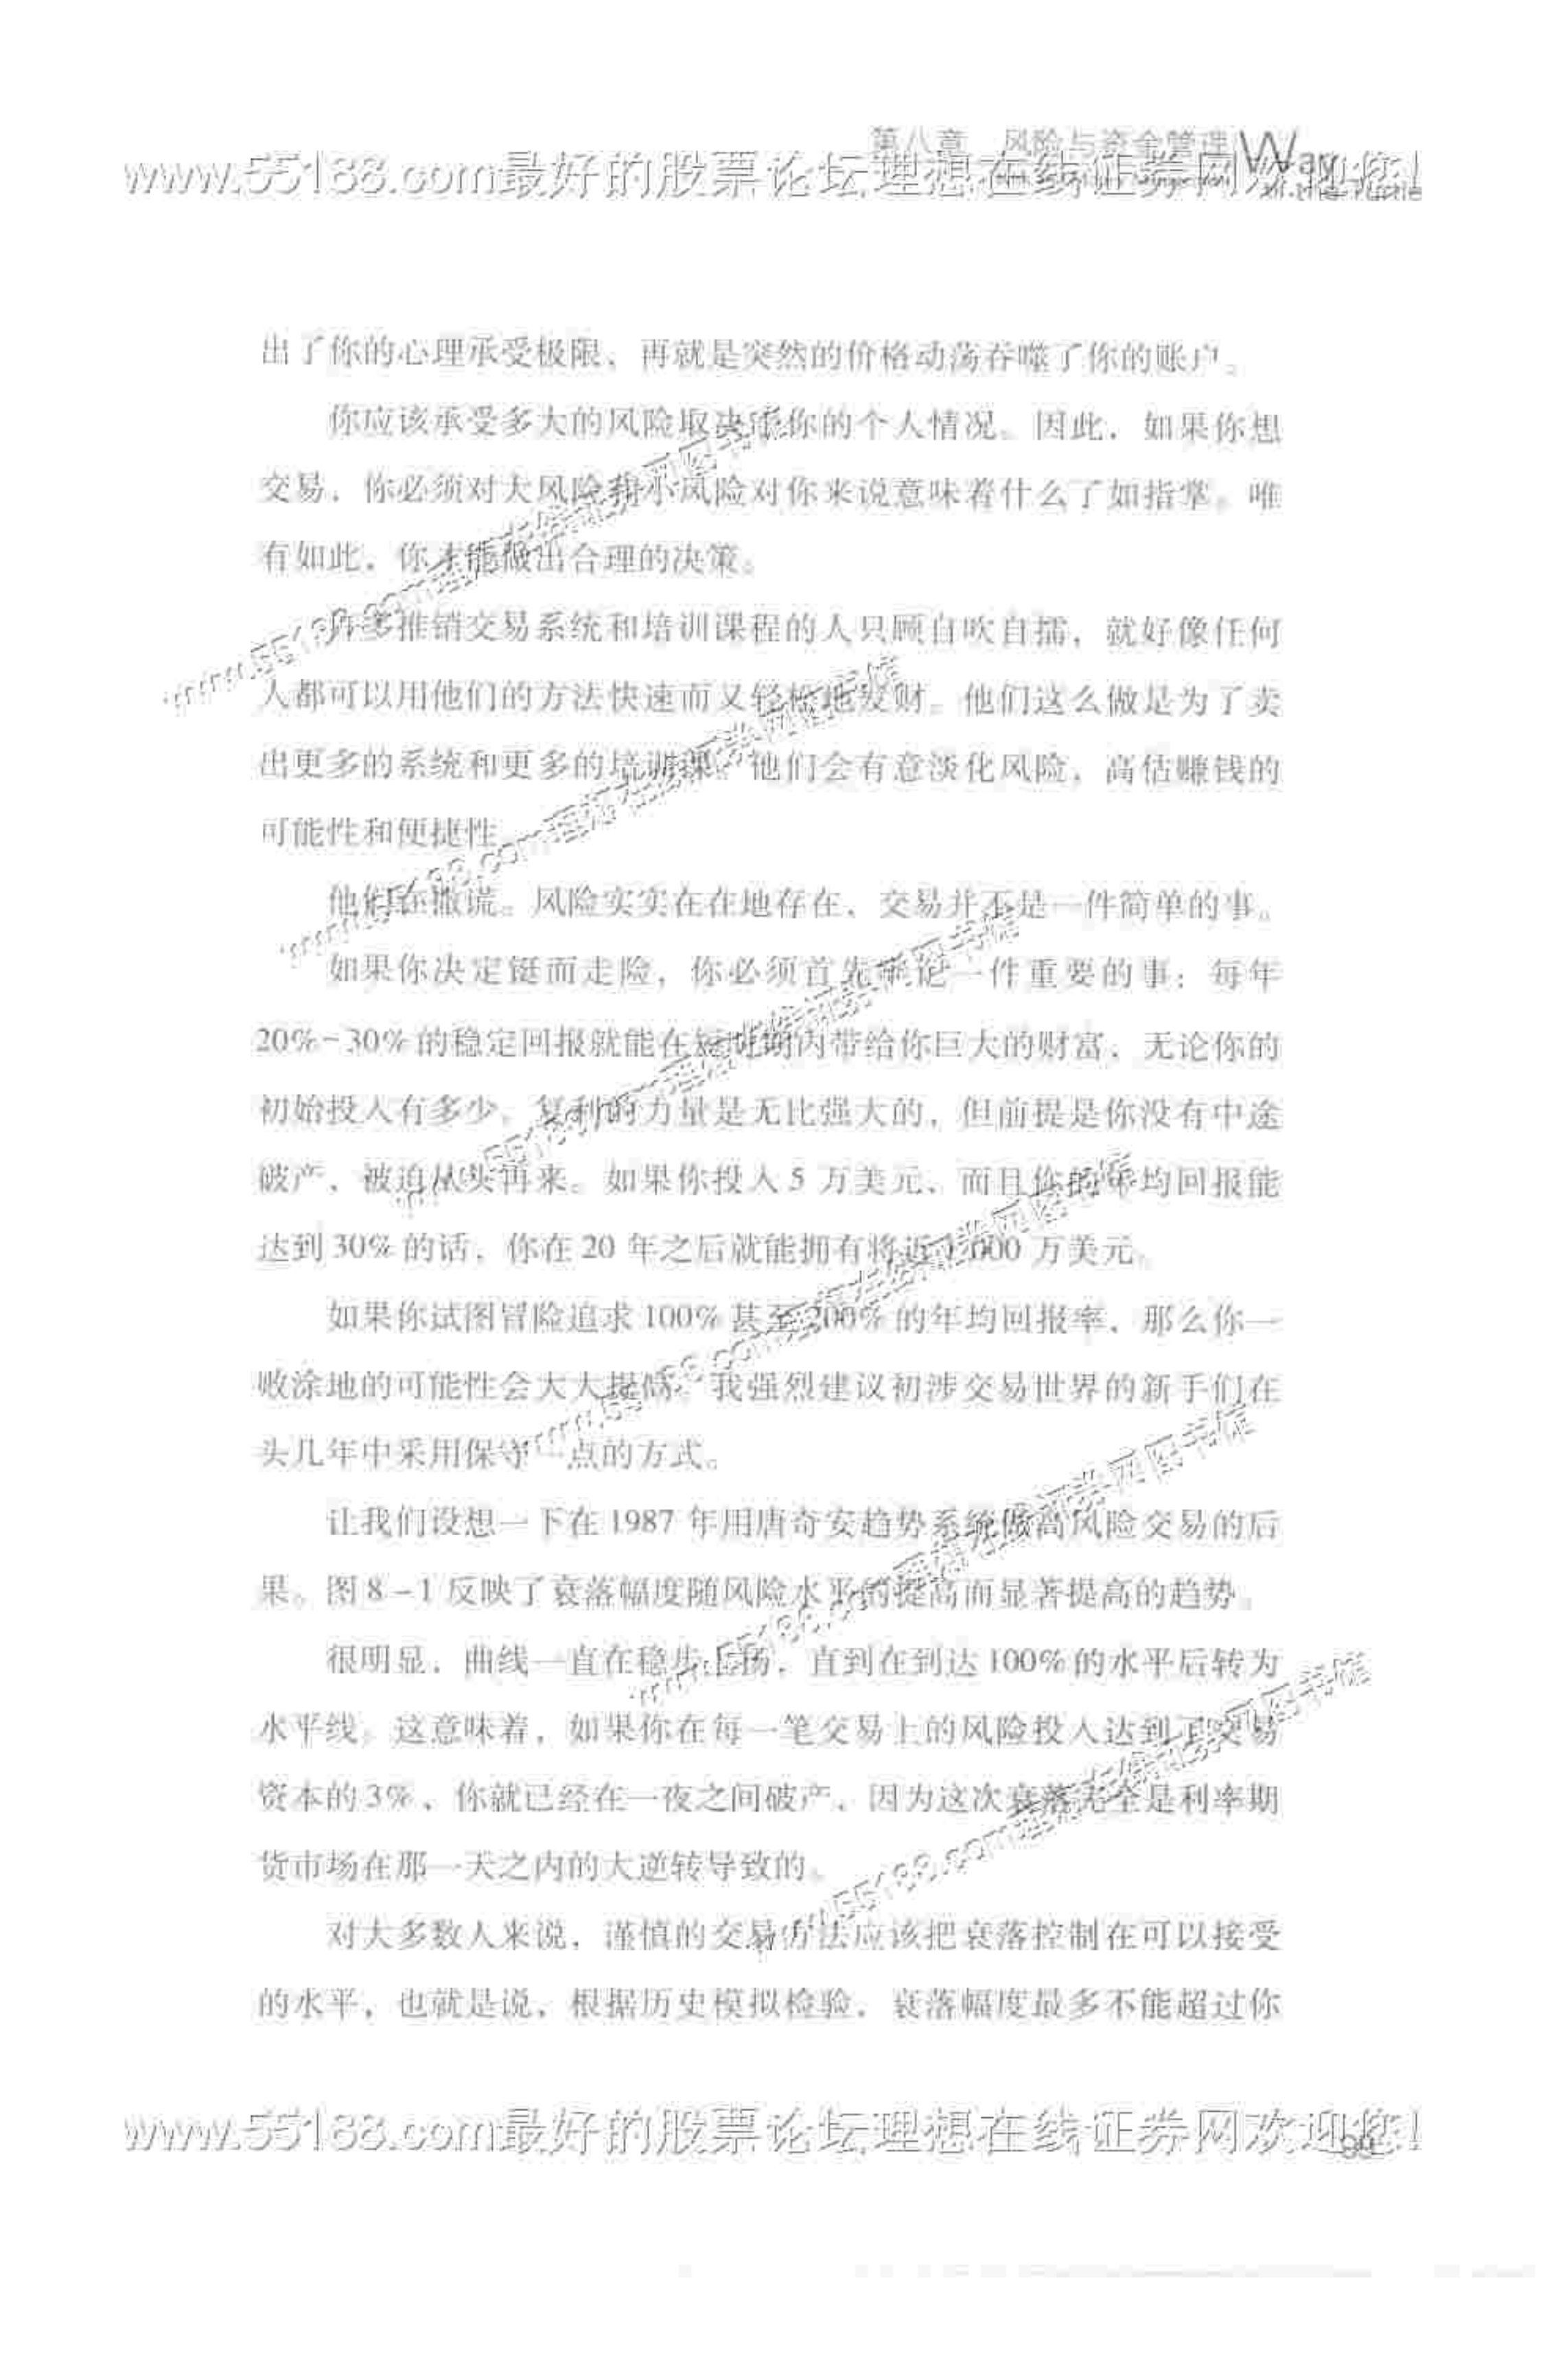 第八章 风险与资金管理 Way
www.55188.com最好的股票论坛理想在线证券网欢迎您!
of the Turtle
出了你的心理承受极限，再就是突然的价格动荡吞噬了你的账户。
你应该承受多大的风险取决于你的个人情况。因此，如果你想
交易，你必须对大风险和小风险对你来说意味着什么了如指掌。唯
有如此，你才能做出合理的决策。
许多推销交易系统和培训课程的人只顾自吹自擂，就好像任何
人都可以用他们的方法快速而又轻松地发财。他们这么做是为了卖
出更多的系统和更多的培训课。他们会有意淡化风险，高估赚钱的
可能性和便捷性。
他们在撒谎。风险实实在在地存在，交易并不是一件简单的事。
如果你决定铤而走险，你必须首先牢记一件重要的事：每年
20%－30%的稳定回报就能在短时期内带给你巨大的财富，无论你的
初始投入有多少。复利的力量是无比强大的，但前提是你没有中途
破产、被迫从头再来。如果你投入5万美元，而且你的年均回报能
达到30%的话，你在20年之后就能拥有将近1 000万美元。
如果你试图冒险追求100%甚至200%的年均回报率，那么你一
败涂地的可能性会大大提高。我强烈建议初涉交易世界的新手们在
头几年中采用保守一点的方式。
让我们设想一下在1987年用唐奇安趋势系统做高风险交易的后
果。图8－1反映了衰落幅度随风险水平的提高而显著提高的趋势。
很明显，曲线一直在稳步上扬，直到在到达100%的水平后转为
水平线。这意味着，如果你在每一笔交易上的风险投入达到了交易
资本的3%，你就已经在一夜之间破产，因为这次衰落完全是利率期
货市场在那一天之内的大逆转导致的。
对大多数人来说，谨慎的交易方法应该把衰落控制在可以接受
的水平，也就是说，根据历史模拟检验，衰落幅度最多不能超过你
www.55188.com最好的股票论坛理想在线证券网欢迎您!